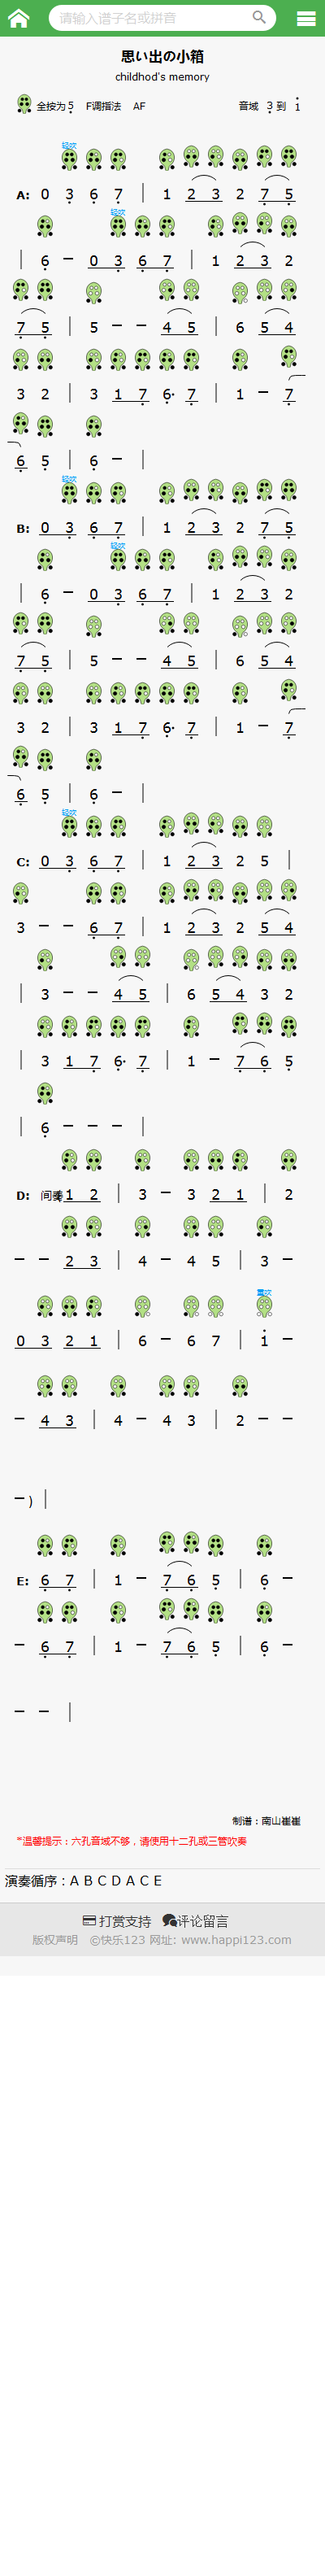 请输入谱子名或拼音
思い出の小箱
childhod's memory
全按为 5 F调指法 AF 音域 3 到 1
轻吹
A: 0 3 6 7 | 1 2 3 2 7 5
轻吹
| 6 - 0 3 6 7 | 1 2 3 2
7 5 | 5 - - 4 5 | 6 5 4
3 2 | 3 1 7 6· 7 | 1 - 7
6 5 | 6 - |
轻吹
B: 0 3 6 7 | 1 2 3 2 7 5
轻吹
| 6 - 0 3 6 7 | 1 2 3 2
7 5 | 5 - - 4 5 | 6 5 4
3 2 | 3 1 7 6· 7 | 1 - 7
6 5 | 6 - |
轻吹
C: 0 3 6 7 | 1 2 3 2 5 |
3 - - 6 7 | 1 2 3 2 5 4
| 3 - - 4 5 | 6 5 4 3 2
| 3 1 7 6· 7 | 1 - 7 6 5
| 6 - - - |
D: 间奏( 1 2 | 3 - 3 2 1 | 2
- - 2 3 | 4 - 4 5 | 3 -
重吹
0 3 2 1 | 6 - 6 7 | 1 -
- 4 3 | 4 - 4 3 | 2 - -
- ) |
E: 6 7 | 1 - 7 6 5 | 6 -
- 6 7 | 1 - 7 6 5 | 6 -
- - |
制谱：南山崔崔
*温馨提示：六孔音域不够，请使用十二孔或三管吹奏
演奏循序：A B C D A C E
打赏支持 评论留言
版权声明 ©快乐123 网址: www.happi123.com